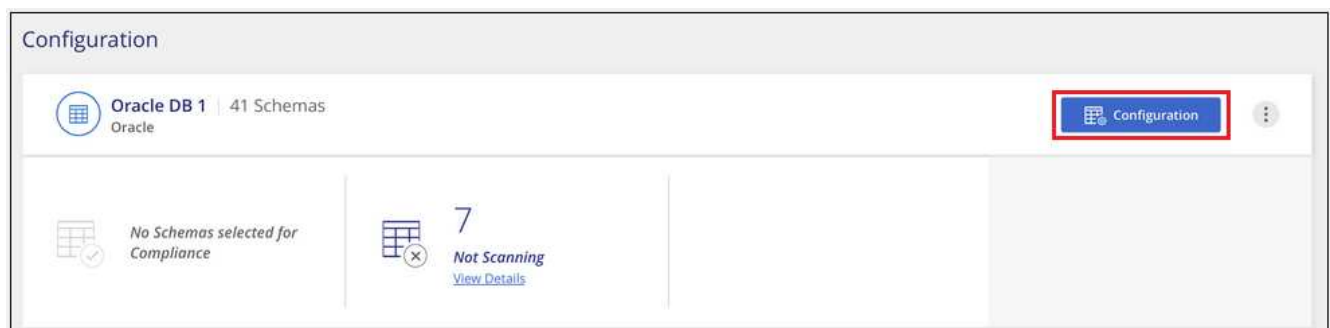 Configuration
Oracle DB 1 | 41 Schemas
Oracle
Configuration
No Schemas selected for
Compliance
7
Not Scanning
View Details